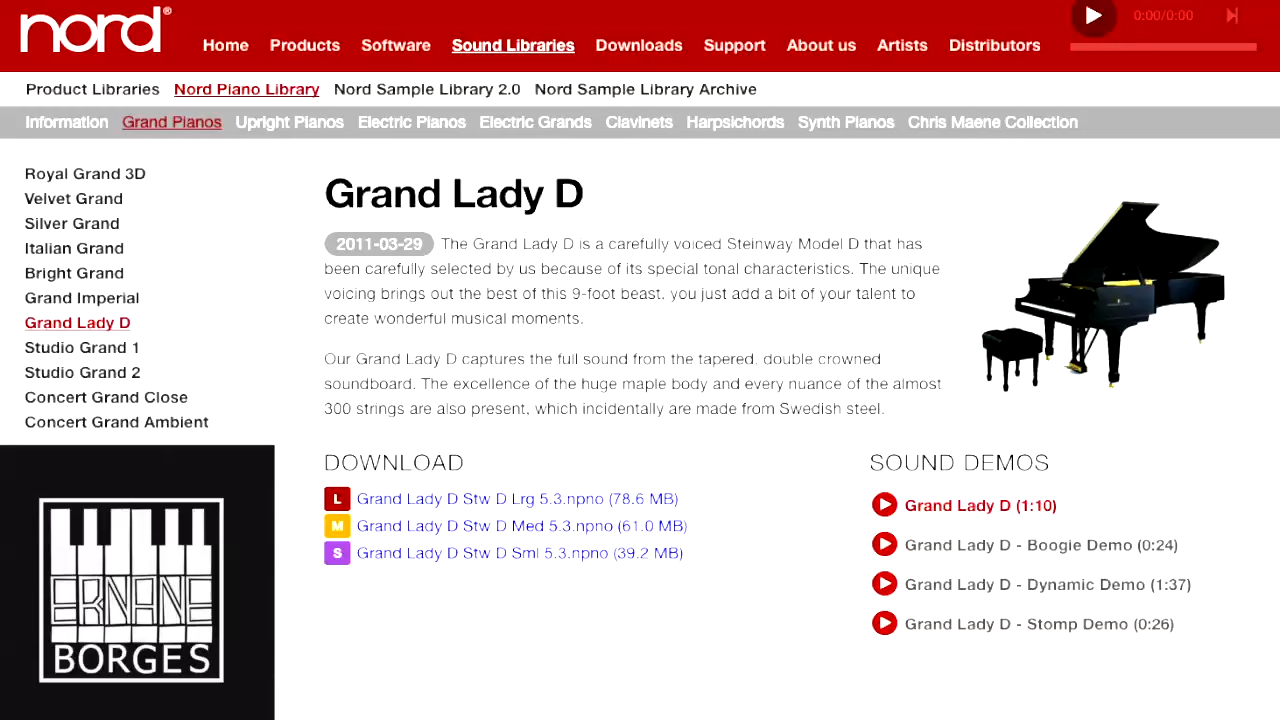 nord®
0:00/0:00
Home Products Software Sound Libraries Downloads Support About us Artists Distributors
Product Libraries Nord Piano Library Nord Sample Library 2.0 Nord Sample Library Archive
Information Grand Pianos Upright Pianos Electric Pianos Electric Grands Clavinets Harpsichords Synth Pianos Chris Maene Collection
Royal Grand 3D
Velvet Grand
Silver Grand
Italian Grand
Bright Grand
Grand Imperial
Grand Lady D
Studio Grand 1
Studio Grand 2
Concert Grand Close
Concert Grand Ambient
ERNANE
BORGES
Grand Lady D
2011-03-29 The Grand Lady D is a carefully voiced Steinway Model D that has
been carefully selected by us because of its special tonal characteristics. The unique
voicing brings out the best of this 9-foot beast, you just add a bit of your talent to
create wonderful musical moments.
Our Grand Lady D captures the full sound from the tapered, double crowned
soundboard. The excellence of the huge maple body and every nuance of the almost
300 strings are also present, which incidentally are made from Swedish steel.
DOWNLOAD
L Grand Lady D Stw D Lrg 5.3.npno (78.6 MB)
M Grand Lady D Stw D Med 5.3.npno (61.0 MB)
S Grand Lady D Stw D Sml 5.3.npno (39.2 MB)
SOUND DEMOS
Grand Lady D (1:10)
Grand Lady D - Boogie Demo (0:24)
Grand Lady D - Dynamic Demo (1:37)
Grand Lady D - Stomp Demo (0:26)